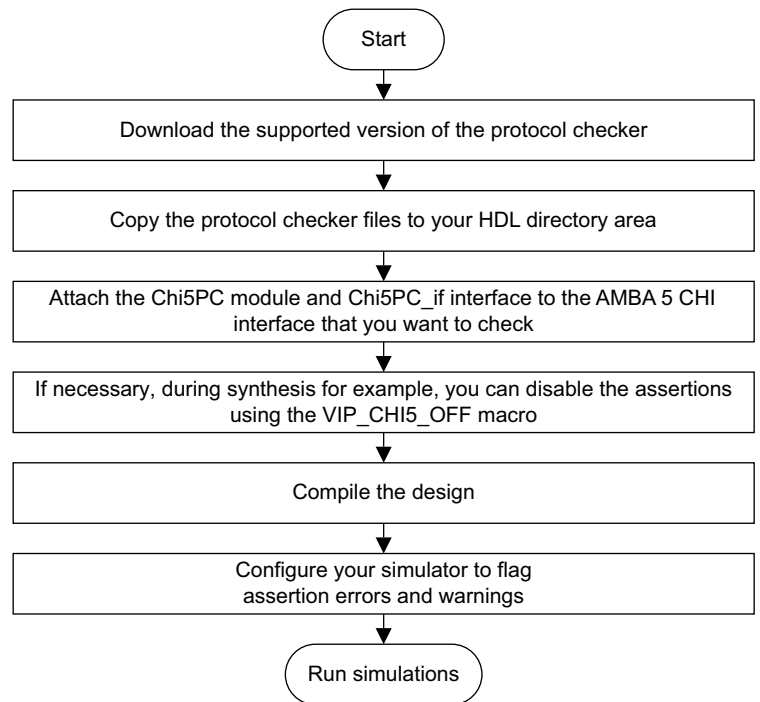 Start
Download the supported version of the protocol checker
Copy the protocol checker files to your HDL directory area
Attach the Chi5PC module and Chi5PC_if interface to the AMBA 5 CHI
interface that you want to check
If necessary, during synthesis for example, you can disable the assertions
using the VIP_CHI5_OFF macro
Compile the design
Configure your simulator to flag
assertion errors and warnings
Run simulations